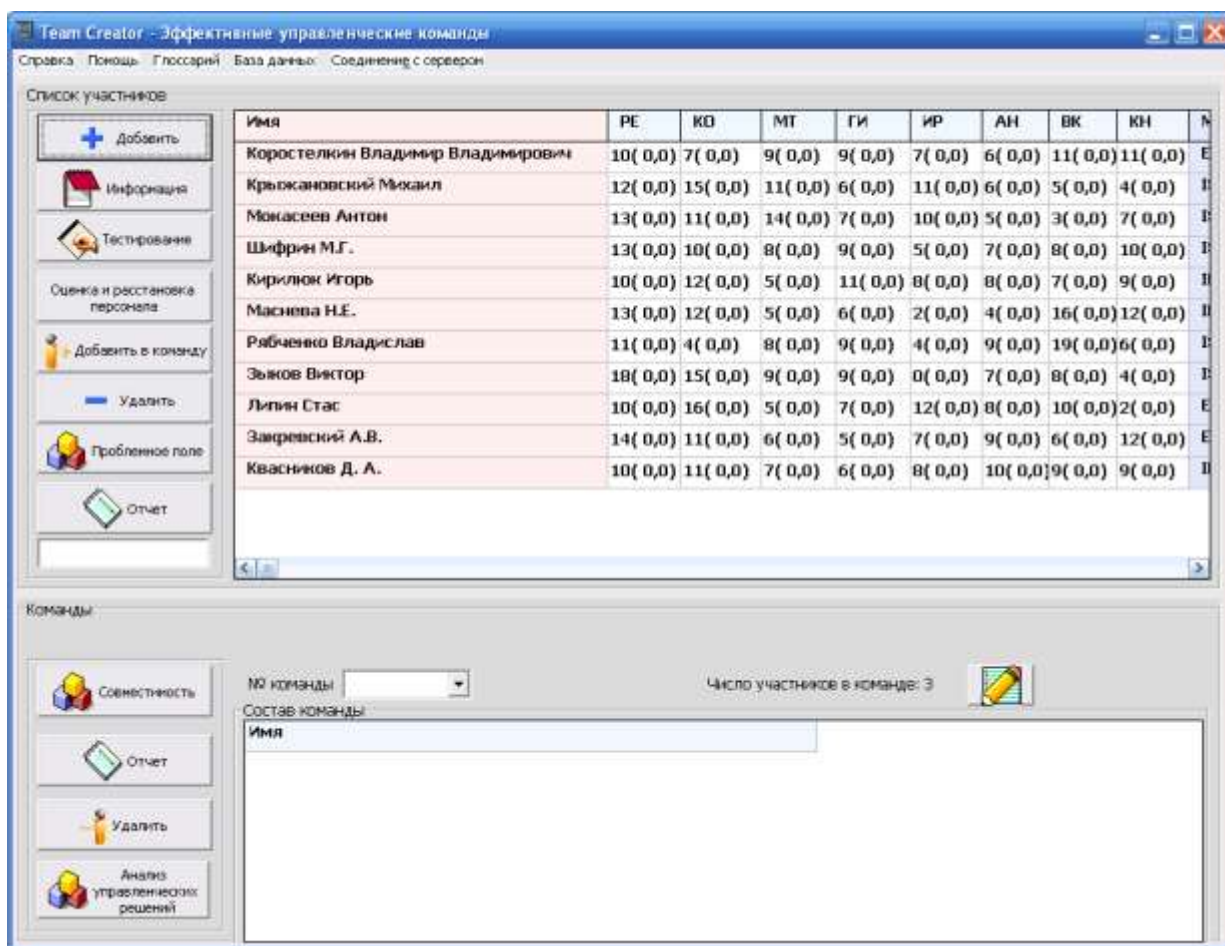 Team Creator - Эффективные управленческие команды
Справка Помощь Глоссарий База данных Соединение с сервером
Список участников
Добавить
Информация
Тестирование
Оценка и расстановка
персонала
Добавить в команду
Удалить
Проблемное поле
Отчет
Имя РЕ КО МТ ГИ ИР АН ВК КН
Коростелкин Владимир Владимирович 10( 0,0) 7( 0,0) 9( 0,0) 9( 0,0) 7( 0,0) 6( 0,0) 11( 0,0) 11( 0,0) E
Крыжановский Михаил 12( 0,0) 15( 0,0) 11( 0,0) 6( 0,0) 11( 0,0) 6( 0,0) 5( 0,0) 4( 0,0)
Мокасеев Антон 13( 0,0) 11( 0,0) 14( 0,0) 7( 0,0) 10( 0,0) 5( 0,0) 3( 0,0) 7( 0,0)
Шифрин М.Г. 13( 0,0) 10( 0,0) 8( 0,0) 9( 0,0) 5( 0,0) 7( 0,0) 8( 0,0) 10( 0,0)
Кирилюк Игорь 10( 0,0) 12( 0,0) 5( 0,0) 11( 0,0) 8( 0,0) 8( 0,0) 7( 0,0) 9( 0,0)
Маснева Н.Е. 13( 0,0) 12( 0,0) 5( 0,0) 6( 0,0) 2( 0,0) 4( 0,0) 16( 0,0) 12( 0,0)
Рябченко Владислав 11( 0,0) 4( 0,0) 8( 0,0) 9( 0,0) 4( 0,0) 9( 0,0) 19( 0,0) 6( 0,0)
Зыков Виктор 18( 0,0) 15( 0,0) 9( 0,0) 9( 0,0) 0( 0,0) 7( 0,0) 8( 0,0) 4( 0,0)
Липин Стас 10( 0,0) 16( 0,0) 5( 0,0) 7( 0,0) 12( 0,0) 8( 0,0) 10( 0,0) 2( 0,0) E
Закревский А.В. 14( 0,0) 11( 0,0) 6( 0,0) 5( 0,0) 7( 0,0) 9( 0,0) 6( 0,0) 12( 0,0) E
Квасников Д. А. 10( 0,0) 11( 0,0) 7( 0,0) 6( 0,0) 8( 0,0) 10( 0,0) 9( 0,0) 9( 0,0)
Команды
Совместимость
Отчет
Удалить
Анализ
управленческих
решений
№ команды
Число участников в команде: 3
Состав команды
Имя